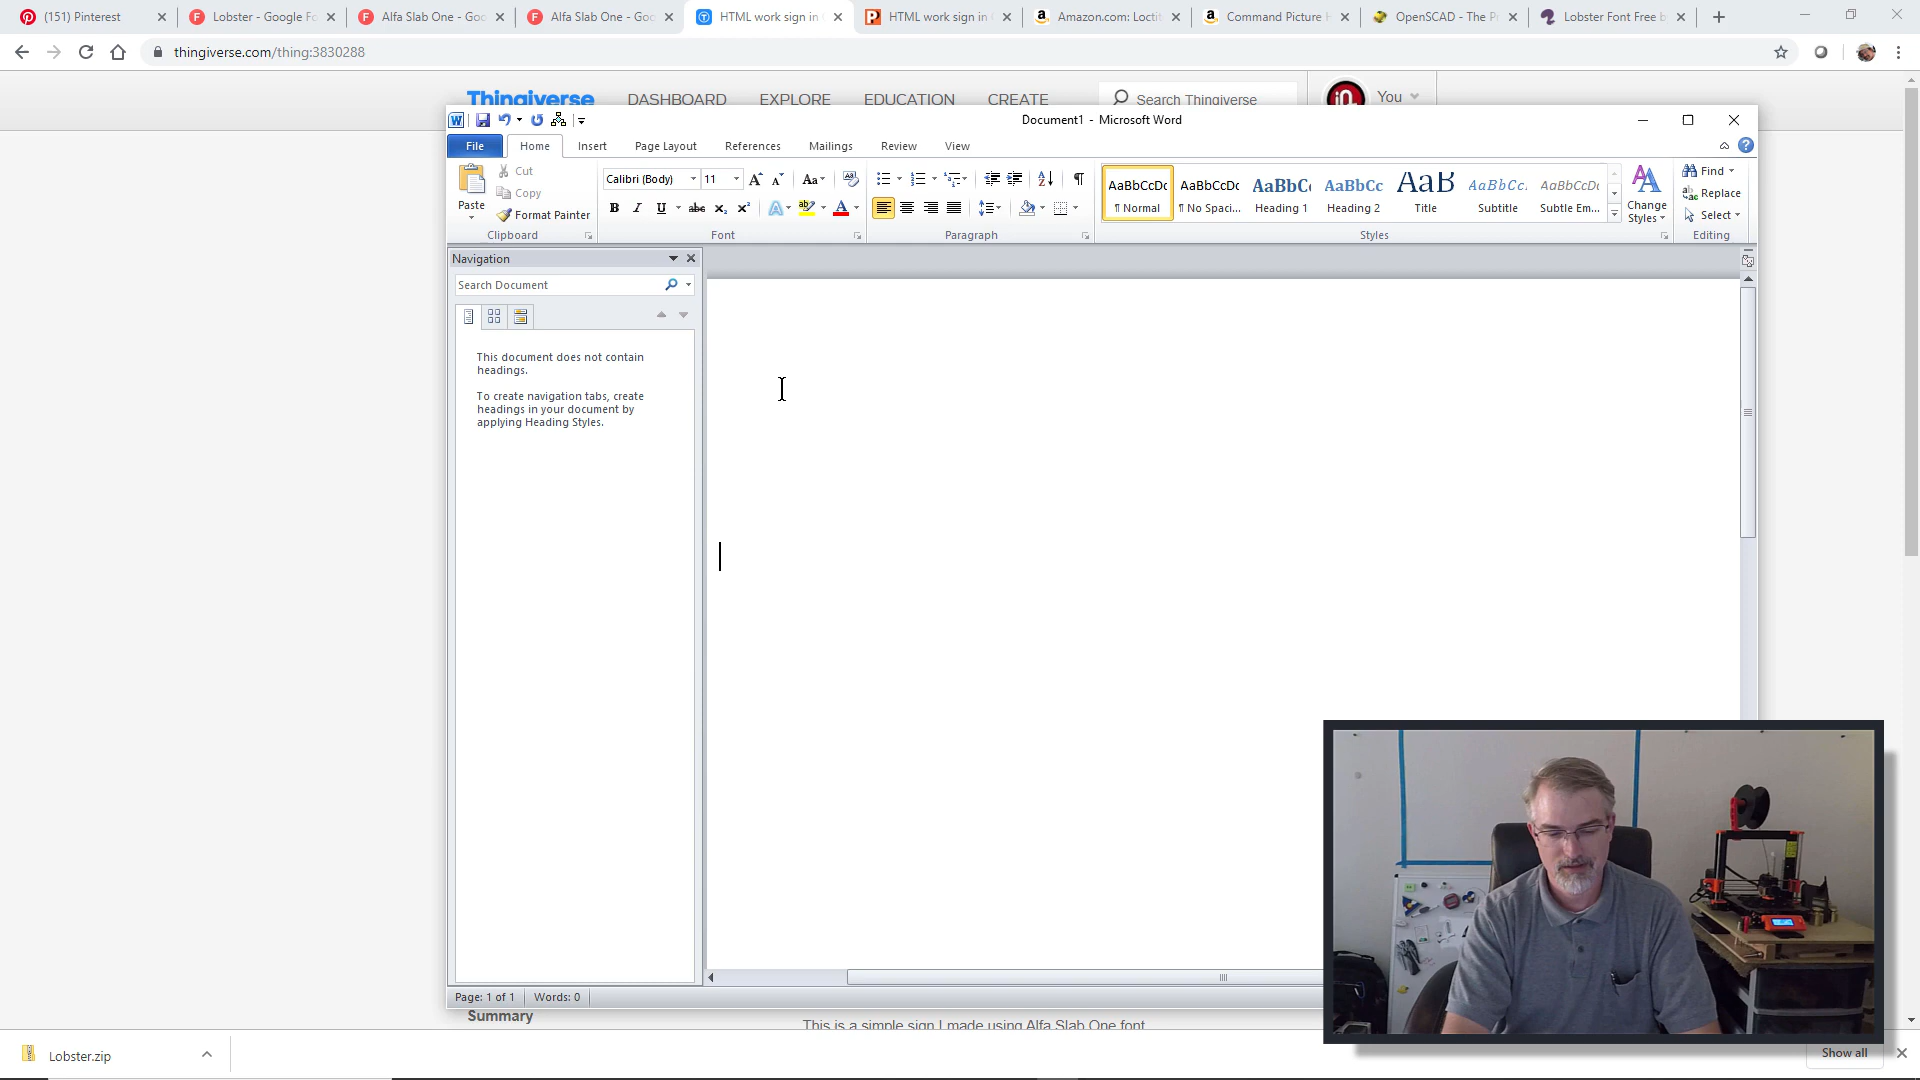 (151) Pinterest
Lobster - Google Fo
Alfa Slab One - Goo
Alfa Slab One - Goo
HTML work sign in
HTML work sign in
Amazon.com: Loctit
Command Picture H
OpenSCAD - The P
Lobster Font Free b
thingiverse.com/thing:3830288
Thingiverse DASHBOARD EXPLORE EDUCATION CREATE Search Thingiverse You
Document1 - Microsoft Word
File Home Insert Page Layout References Mailings Review View
Paste
Cut
Copy
Format Painter
Clipboard
Calibri (Body) 11
Font
Paragraph
AaBbCcDc AaBbCcDc AaBbC AaBbCc AaB AaBbCc. AaBbCcDc
¶ Normal ¶ No Spaci... Heading 1 Heading 2 Title Subtitle Subtle Em...
Change
Styles
Styles
Find
Replace
Select
Editing
Navigation
Search Document
This document does not contain
headings.
To create navigation tabs, create
headings in your document by
applying Heading Styles.
Page: 1 of 1 Words: 0
Summary
This is a simple sign I made using Alfa Slab One font
Lobster.zip
Show all